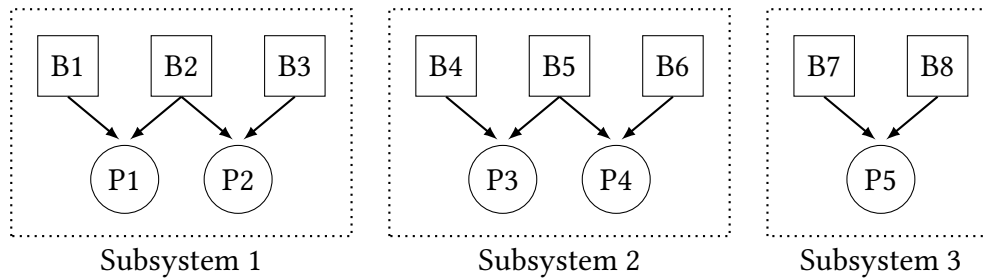 B1 B2 B3 B4 B5 B6 B7 B8
P1 P2 P3 P4 P5
Subsystem 1 Subsystem 2 Subsystem 3